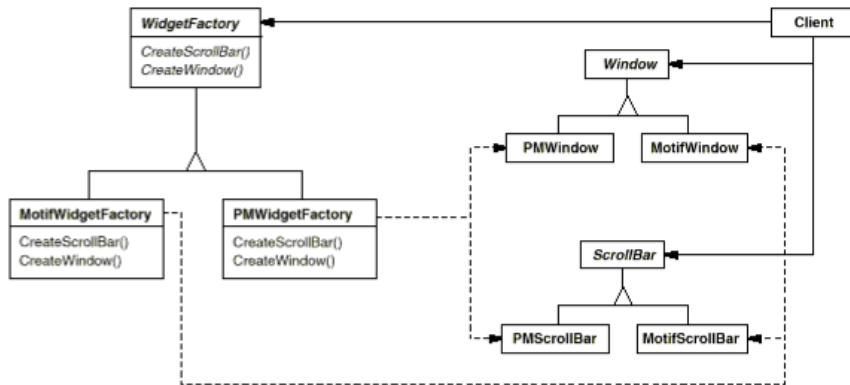 WidgetFactory
CreateScrollBar()
CreateWindow()
Client
Window
PMWindow
MotifWindow
MotifWidgetFactory
CreateScrollBar()
CreateWindow()
PMWidgetFactory
CreateScrollBar()
CreateWindow()
ScrollBar
PMScrollBar
MotifScrollBar